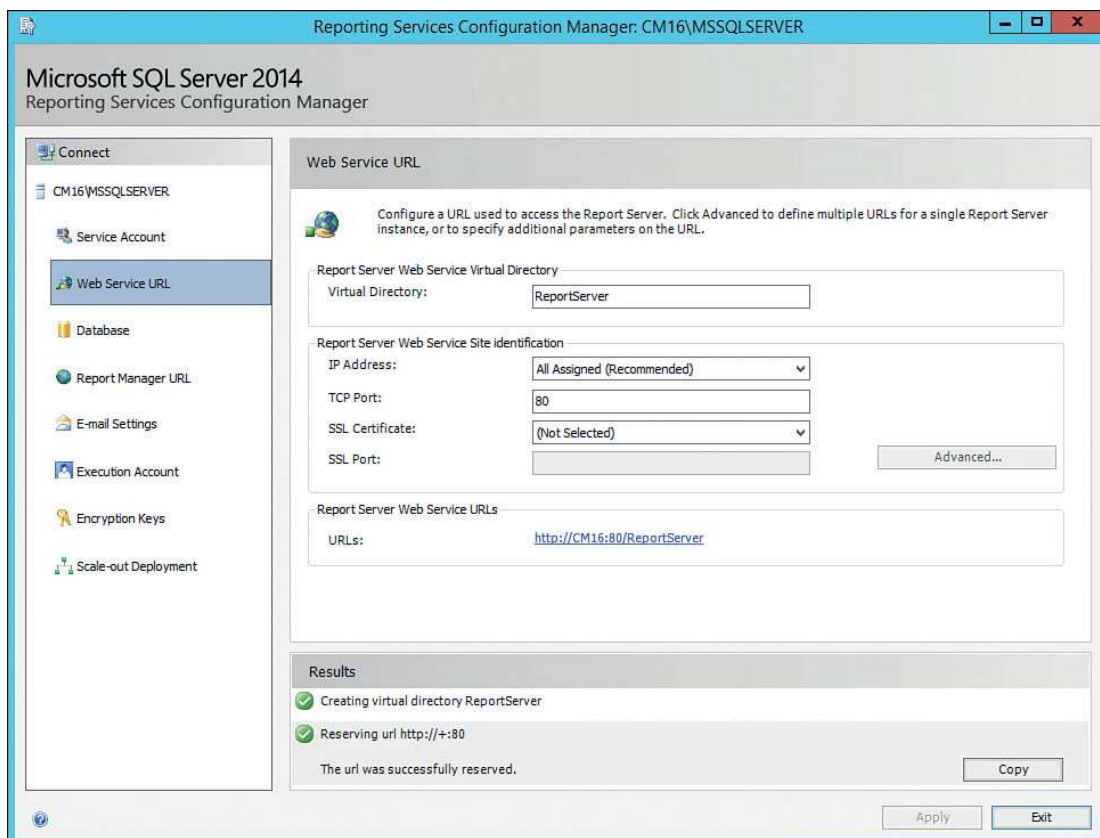 Reporting Services Configuration Manager: CM16\MSSQLSERVER
Microsoft SQL Server 2014
Reporting Services Configuration Manager
Connect
CM16\MSSQLSERVER
Service Account
Web Service URL
Database
Report Manager URL
E-mail Settings
Execution Account
Encryption Keys
Scale-out Deployment
Web Service URL
Configure a URL used to access the Report Server. Click Advanced to define multiple URLs for a single Report Server
instance, or to specify additional parameters on the URL.
Report Server Web Service Virtual Directory
Virtual Directory: ReportServer
Report Server Web Service Site identification
IP Address: All Assigned (Recommended)
TCP Port: 80
SSL Certificate: (Not Selected)
SSL Port:
Advanced...
Report Server Web Service URLs
URLs: http://CM16:80/ReportServer
Results
Creating virtual directory ReportServer
Reserving url http://+:80
The url was successfully reserved.
Copy
Apply Exit